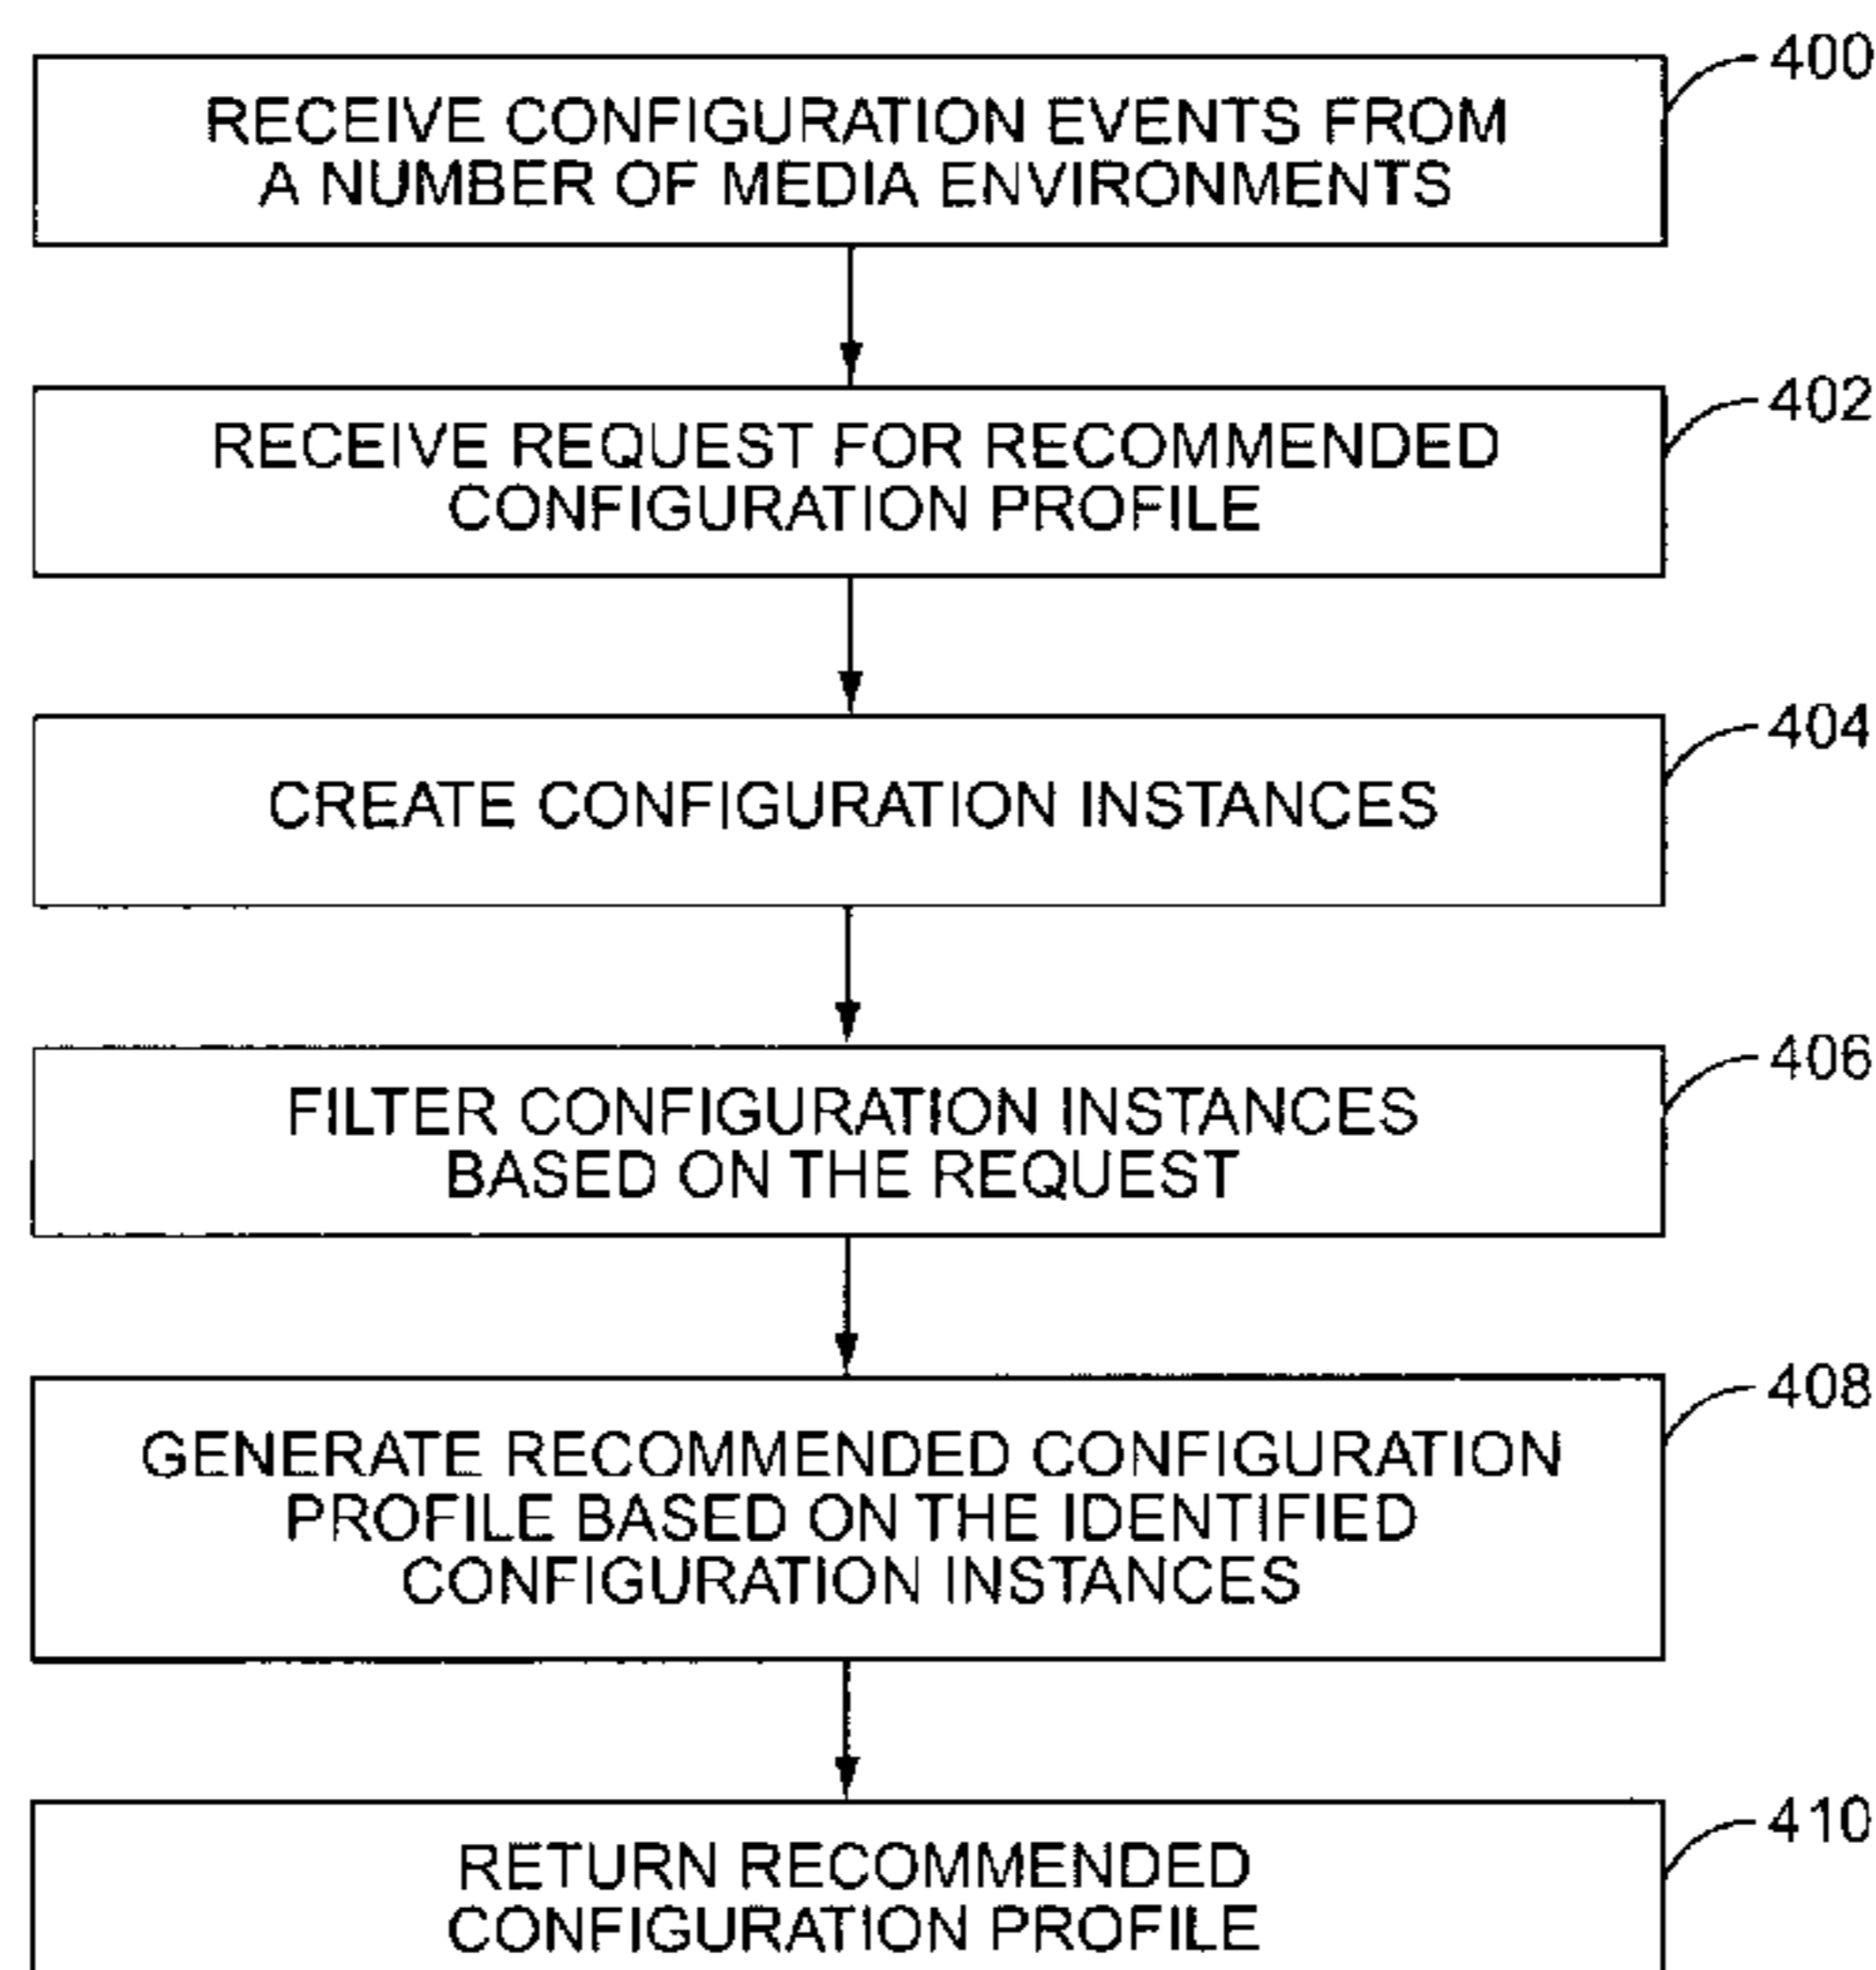 400
RECEIVE CONFIGURATION EVENTS FROM
A NUMBER OF MEDIA ENVIRONMENTS
402
RECEIVE REQUEST FOR RECOMMENDED
CONFIGURATION PROFILE
404
CREATE CONFIGURATION INSTANCES
406
FILTER CONFIGURATION INSTANCES
BASED ON THE REQUEST
408
GENERATE RECOMMENDED CONFIGURATION
PROFILE BASED ON THE IDENTIFIED
CONFIGURATION INSTANCES
410
RETURN RECOMMENDED
CONFIGURATION PROFILE